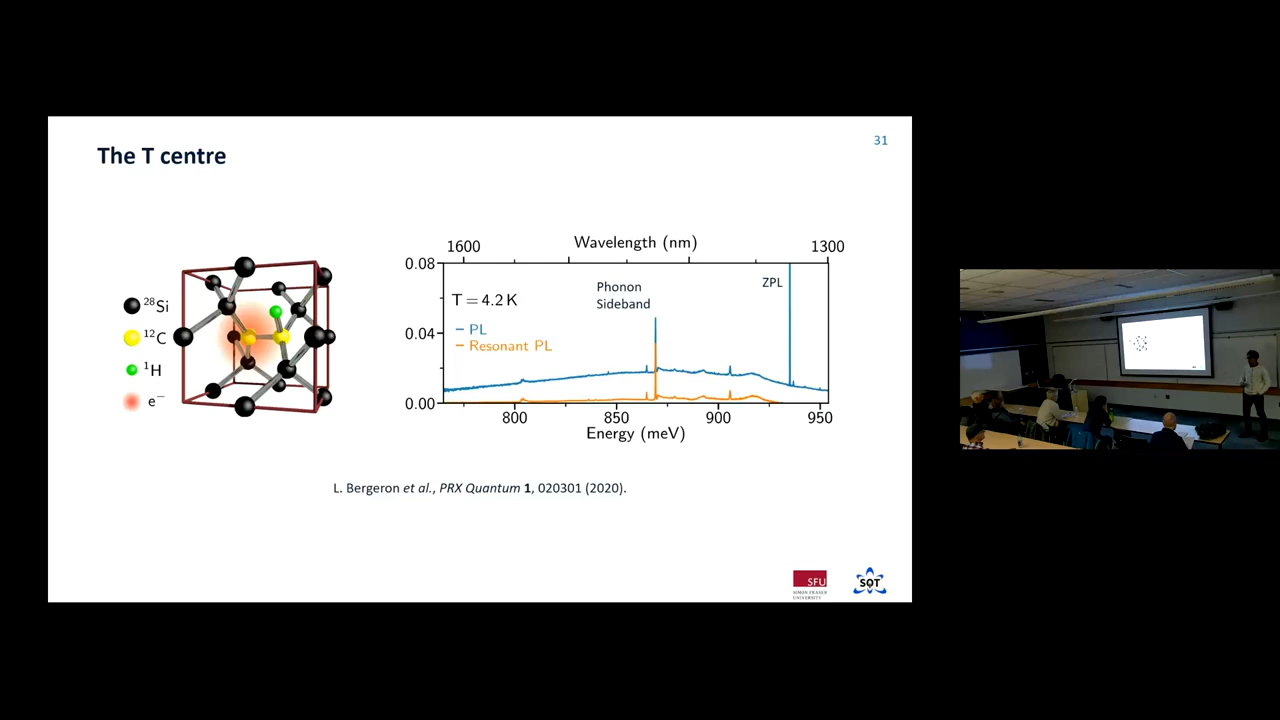 The T centre
31
²⁸Si
¹²C
¹H
e⁻
Wavelength (nm)
1600
1300
0.08
0.04
0.00
T = 4.2 K
PL
Resonant PL
Phonon
Sideband
ZPL
800
850
900
950
Energy (meV)
L. Bergeron et al., PRX Quantum 1, 020301 (2020).
SFU
SIMON FRASER
UNIVERSITY
SQT